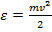 ε = mv²/2